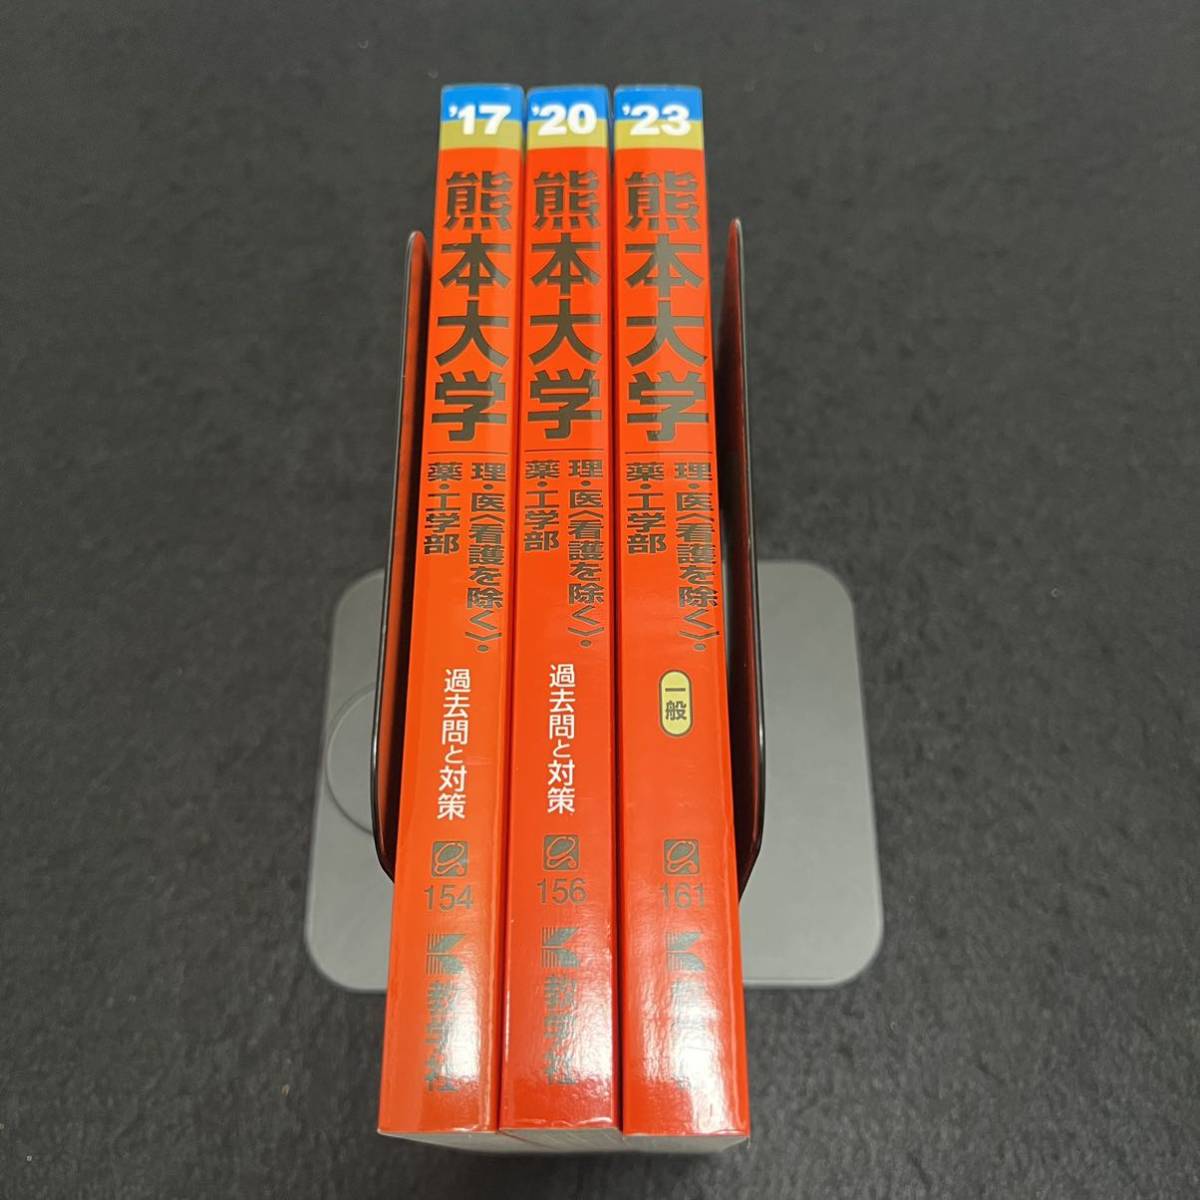 '17
熊本大学
理・医〈看護を除く〉・
薬・工学部
過去問と対策
154
教学社
'20
熊本大学
理・医〈看護を除く〉・
薬・工学部
過去問と対策
156
教学社
'23
熊本大学
理・医〈看護を除く〉・
薬・工学部
一般
161
教学社